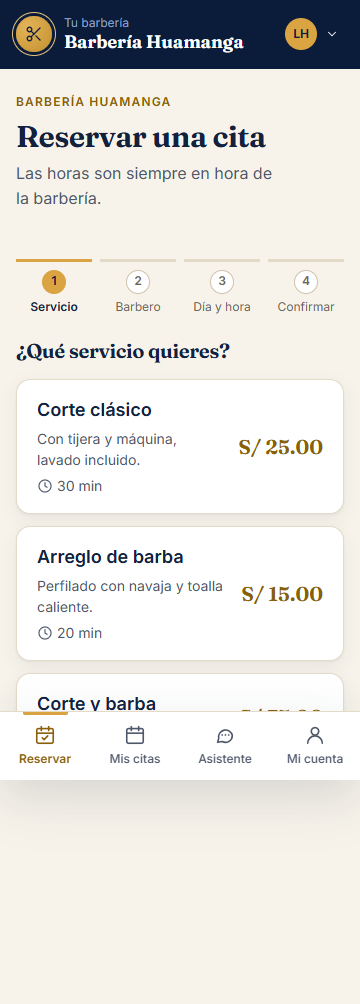 Tu barbería
Barbería Huamanga
LH
BARBERÍA HUAMANGA
Reservar una cita
Las horas son siempre en hora de
la barbería.
1
2
3
4
Servicio
Barbero
Día y hora
Confirmar
¿Qué servicio quieres?
Corte clásico
Con tijera y máquina,
lavado incluido.
S/ 25.00
30 min
Arreglo de barba
Perfilado con navaja y toalla
caliente.
S/ 15.00
20 min
Corte y barba
Reservar
Mis citas
Asistente
Mi cuenta